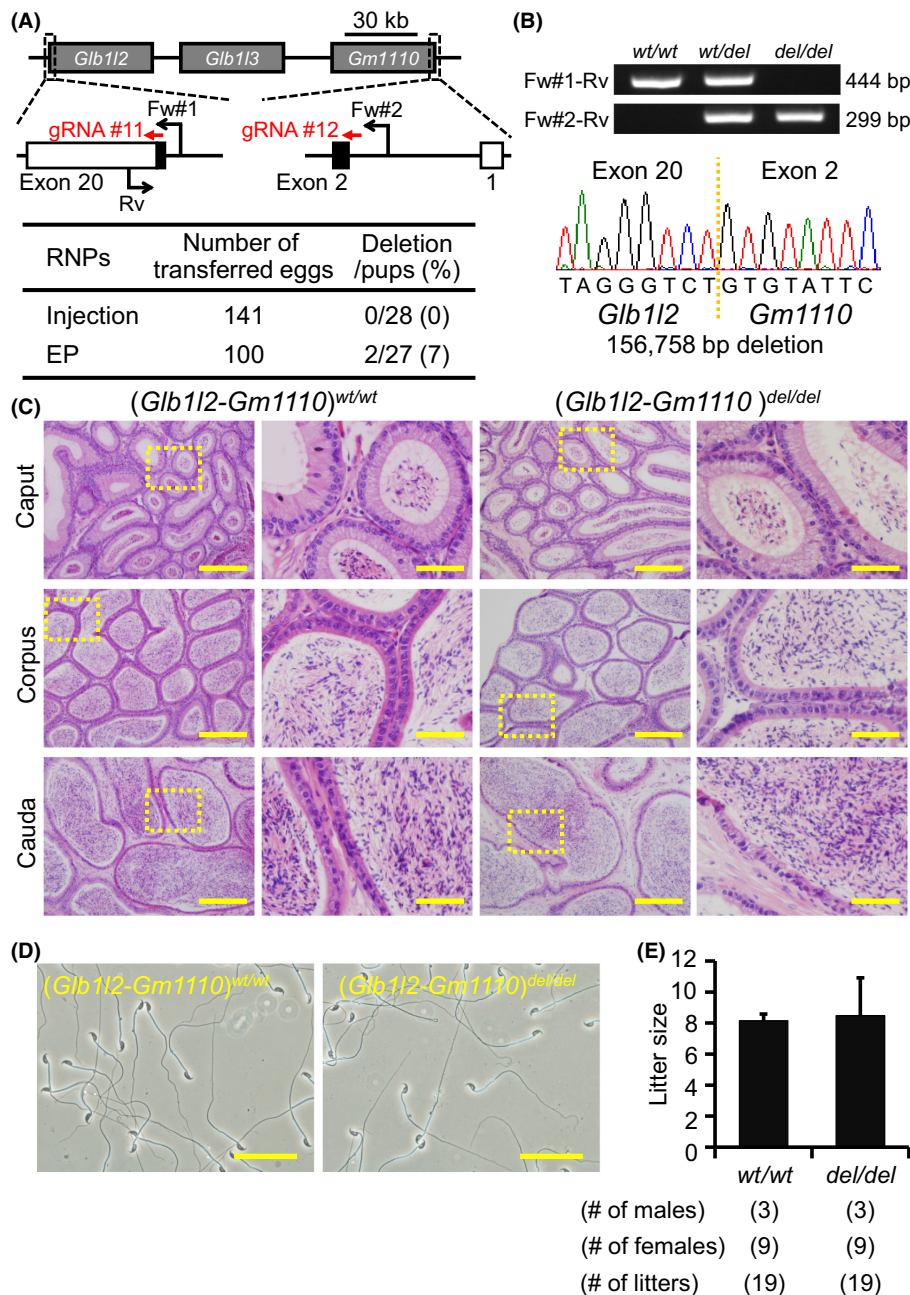 (A)
30 kb
Glb1l2 Glb1l3 Gm1110
Fw#1 Fw#2
gRNA #11 gRNA #12
Exon 20 Exon 2 1
Rv
RNPs Number of transferred eggs Deletion /pups (%)
Injection 141 0/28 (0)
EP 100 2/27 (7)
(B)
wt/wt wt/del del/del
Fw#1-Rv 444 bp
Fw#2-Rv 299 bp
Exon 20 Exon 2
T A G G G T C T G T G T A T T C
Glb1l2 Gm1110
156,758 bp deletion
(C)
(Glb1l2-Gm1110)wt/wt (Glb1l2-Gm1110 )del/del
Caput
Corpus
Cauda
(D)
(Glb1l2-Gm1110)wt/wt (Glb1l2-Gm1110)del/del
(E)
Litter size
12
10
8
6
4
2
0
wt/wt del/del
(# of males) (3) (3)
(# of females) (9) (9)
(# of litters) (19) (19)